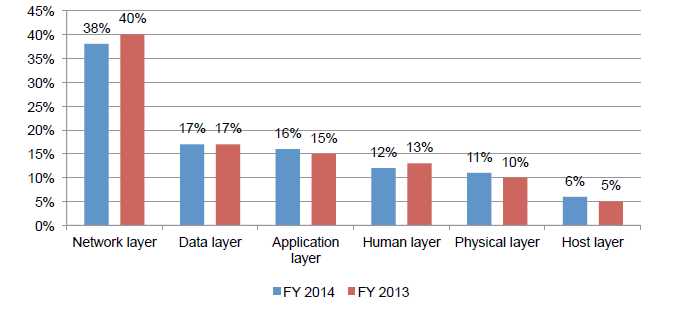 45%
40%
35%
30%
25%
20%
15%
10%
5%
0%
38% 40%
17% 17%
16% 15%
12% 13%
11% 10%
6% 5%
Network layer
Data layer
Application
layer
Human layer
Physical layer
Host layer
FY 2014 FY 2013